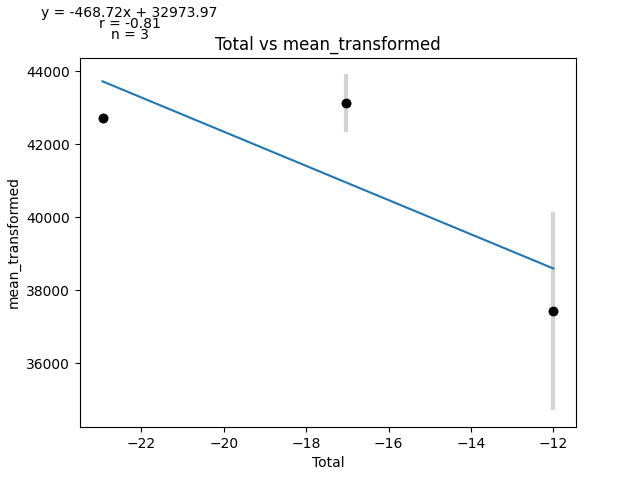 y = -468.72x + 32973.97
r = -0.81
n = 3
Total vs mean_transformed
44000
42000
40000
38000
36000
mean_transformed
−22
−20
−18
−16
−14
−12
Total